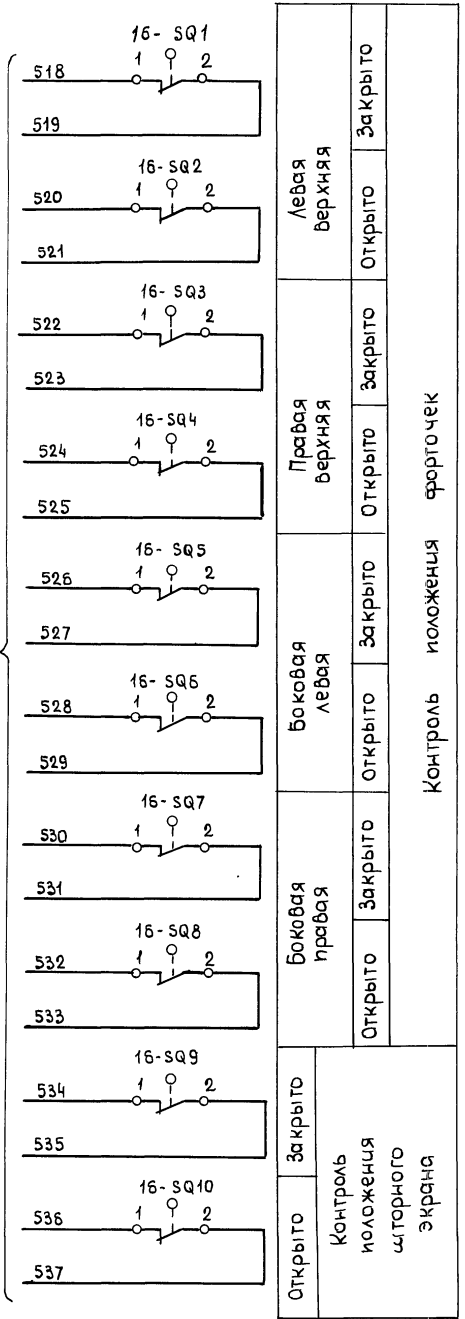 16- SQ1
518 1 2
519
16- SQ2
520 1 2
521
16- SQ3
522 1 2
523
16-SQ4
524 1 2
525
16- SQ5
526 1 2
527
16- SQ6
528 1 2
529
16-SQ7
530 1 2
531
16-SQ8
532 1 2
533
16-SQ9
534 1 2
535
16- SQ10
536 1 2
537
Левая
верхняя
Закрыто
Открыто
Правая
верхняя
Закрыто
Открыто
Боковая
левая
Закрыто
Открыто
Боковая
правая
Закрыто
Открыто
Контроль положения форточек
Закрыто
Открыто
Контроль
положения
шторного
экрана